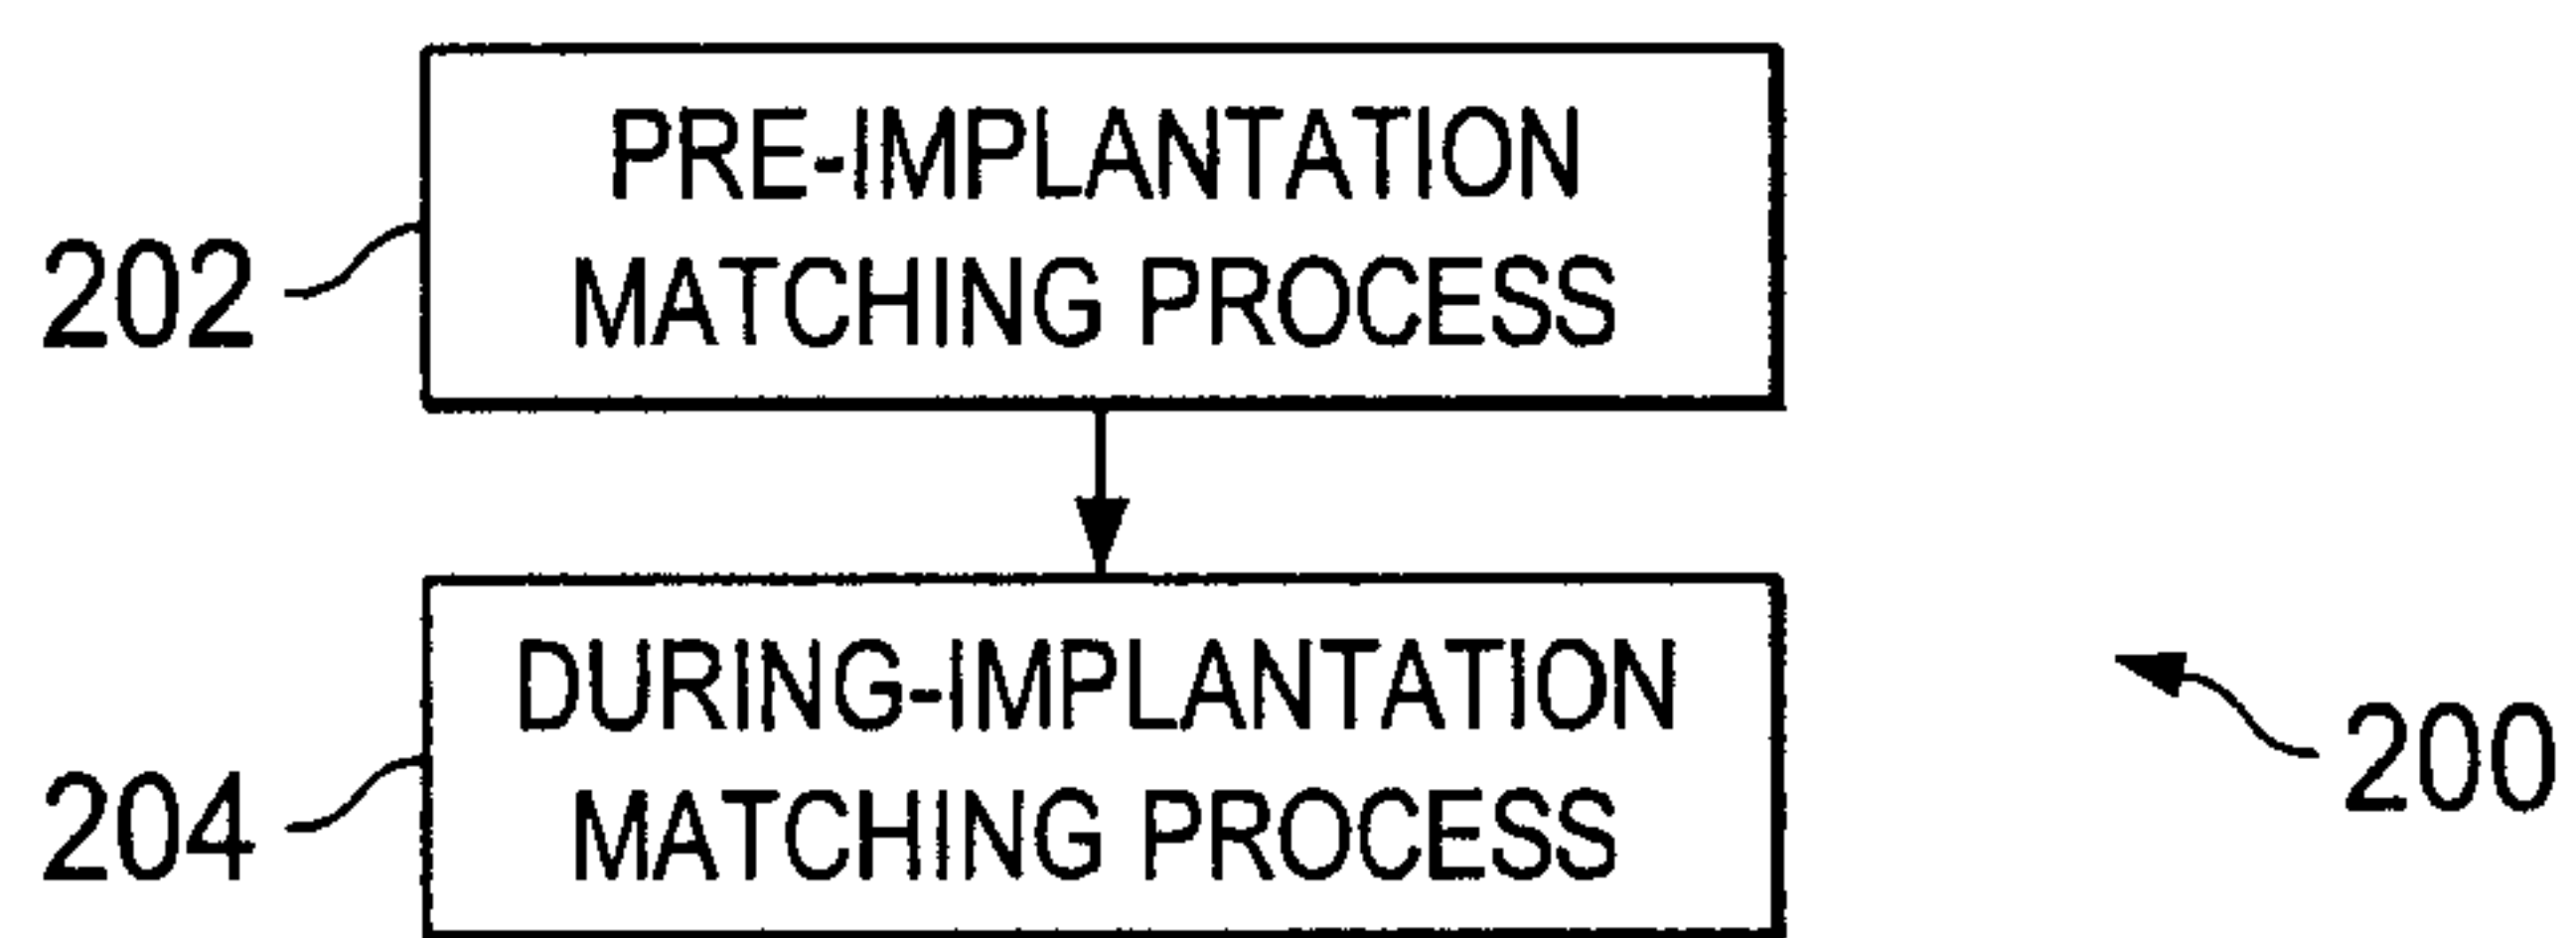 PRE-IMPLANTATION
MATCHING PROCESS
202
DURING-IMPLANTATION
MATCHING PROCESS
204
200